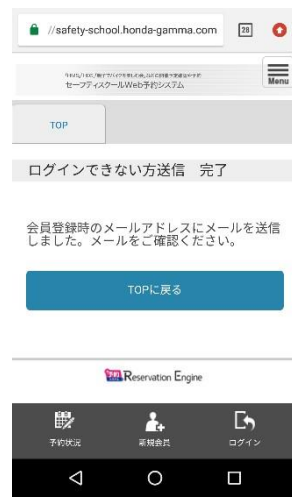 //safety-school.honda-gamma.com
28
セーフティスクールWeb予約システム
Menu
TOP
ログインできない方送信　完了
会員登録時のメールアドレスにメールを送信
しました。メールをご確認ください。
TOPに戻る
予約 Reservation Engine
予約状況
新規会員
ログイン